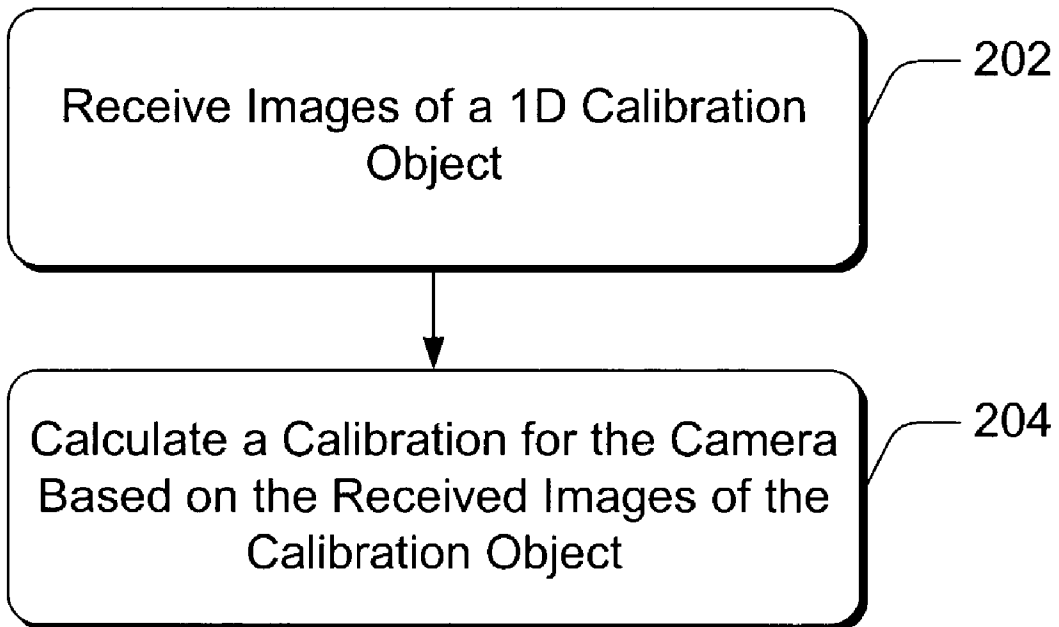 Receive Images of a 1D Calibration
Object
202
Calculate a Calibration for the Camera
Based on the Received Images of the
Calibration Object
204